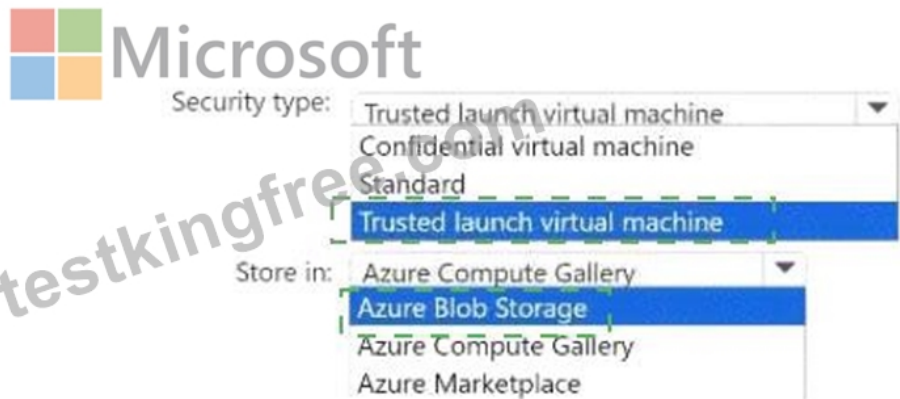 Microsoft
Security type: Trusted launch virtual machine
Confidential virtual machine
Standard
Trusted launch virtual machine
Store in: Azure Compute Gallery
Azure Blob Storage
Azure Compute Gallery
Azure Marketplace
testkingfree.com